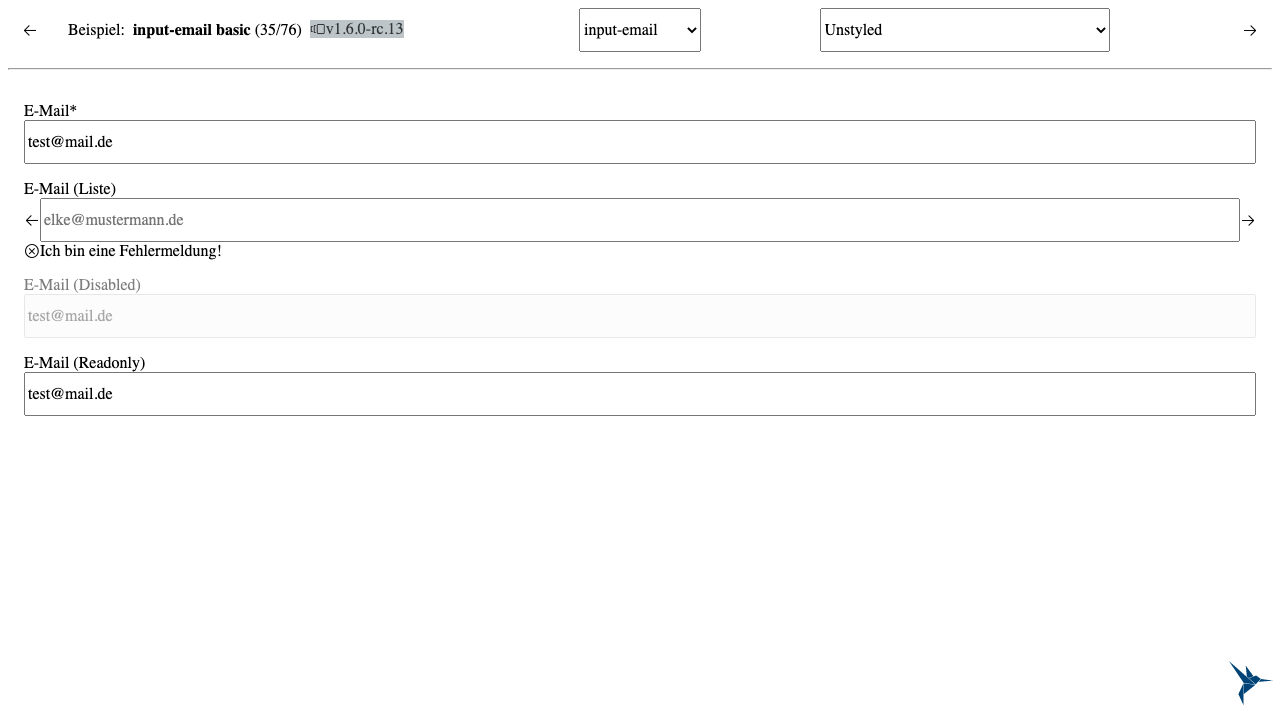 Beispiel: input-email basic (35/76) v1.6.0-rc.13 input-email Unstyled
E-Mail*
test@mail.de
E-Mail (Liste)
elke@mustermann.de
Ich bin eine Fehlermeldung!
E-Mail (Disabled)
test@mail.de
E-Mail (Readonly)
test@mail.de